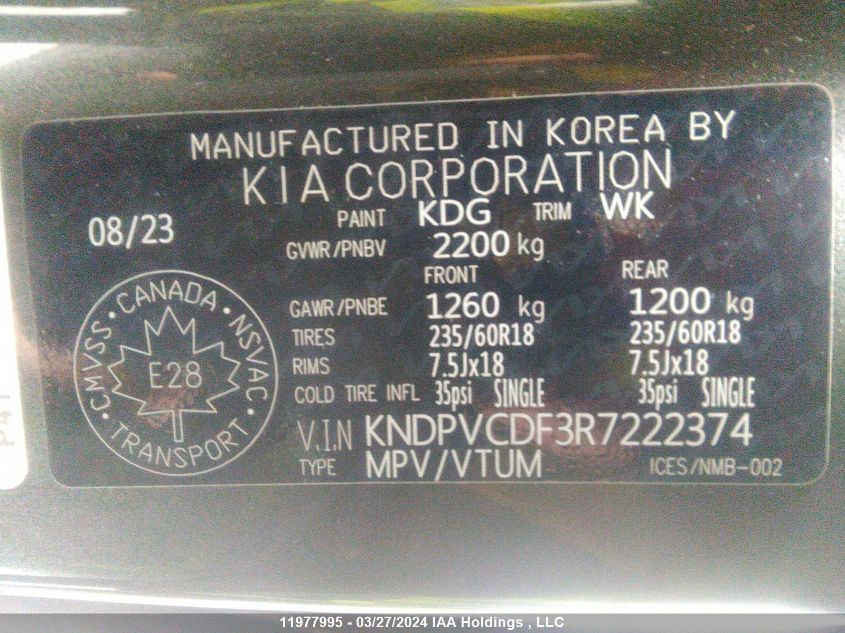 MANUFACTURED IN KOREA BY
KIA CORPORATION
08/23
PAINT KDG TRIM WK
GVWR/PNBV 2200 kg
FRONT REAR
GAWR/PNBE 1260 kg 1200 kg
TIRES 235/60R18 235/60R18
RIMS 7.5Jx18 7.5Jx18
COLD TIRE INFL 35psi SINGLE 35psi SINGLE
V.I.N KNDPVCDF3R7222374
TYPE MPV/VTUM ICES/NMB-002
CMVSS · CANADA · NSVAC · TRANSPORT ·
E28
11977995 - 03/27/2024 IAA Holdings , LLC